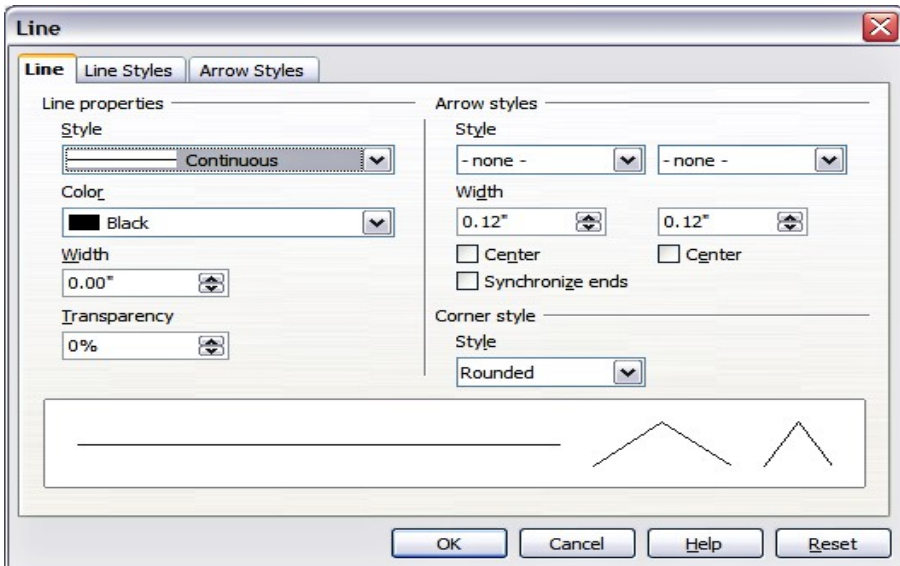 Line
Line Line Styles Arrow Styles
Line properties
Style
Continuous
Color
Black
Width
0.00"
Transparency
0%
Arrow styles
Style
- none - - none -
Width
0.12" 0.12"
Center Center
Synchronize ends
Corner style
Style
Rounded
OK Cancel Help Reset